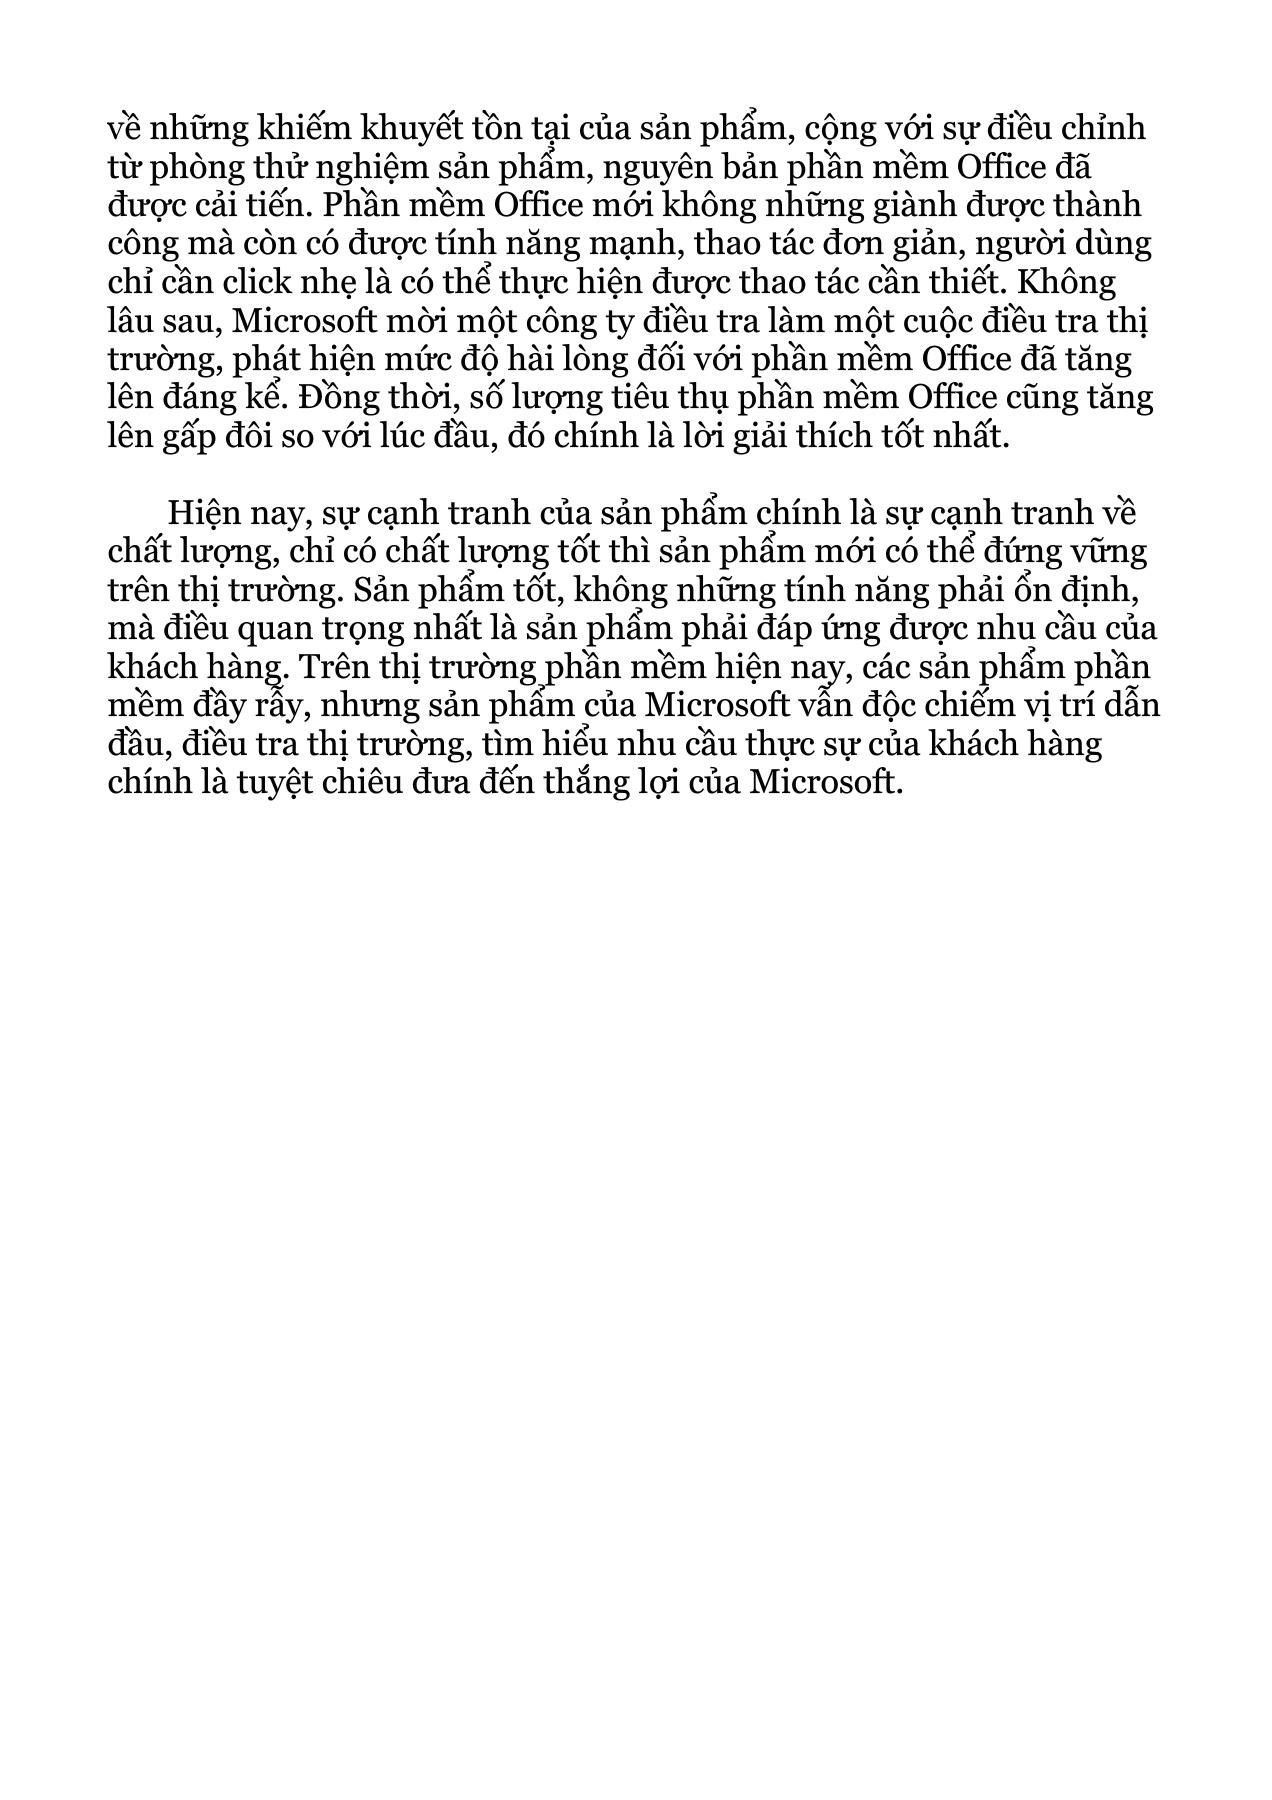 về những khiếm khuyết tồn tại của sản phẩm, cộng với sự điều chỉnh
từ phòng thử nghiệm sản phẩm, nguyên bản phần mềm Office đã
được cải tiến. Phần mềm Office mới không những giành được thành
công mà còn có được tính năng mạnh, thao tác đơn giản, người dùng
chỉ cần click nhẹ là có thể thực hiện được thao tác cần thiết. Không
lâu sau, Microsoft mời một công ty điều tra làm một cuộc điều tra thị
trường, phát hiện mức độ hài lòng đối với phần mềm Office đã tăng
lên đáng kể. Đồng thời, số lượng tiêu thụ phần mềm Office cũng tăng
lên gấp đôi so với lúc đầu, đó chính là lời giải thích tốt nhất.
Hiện nay, sự cạnh tranh của sản phẩm chính là sự cạnh tranh về
chất lượng, chỉ có chất lượng tốt thì sản phẩm mới có thể đứng vững
trên thị trường. Sản phẩm tốt, không những tính năng phải ổn định,
mà điều quan trọng nhất là sản phẩm phải đáp ứng được nhu cầu của
khách hàng. Trên thị trường phần mềm hiện nay, các sản phẩm phần
mềm đầy rẫy, nhưng sản phẩm của Microsoft vẫn độc chiếm vị trí dẫn
đầu, điều tra thị trường, tìm hiểu nhu cầu thực sự của khách hàng
chính là tuyệt chiêu đưa đến thắng lợi của Microsoft.